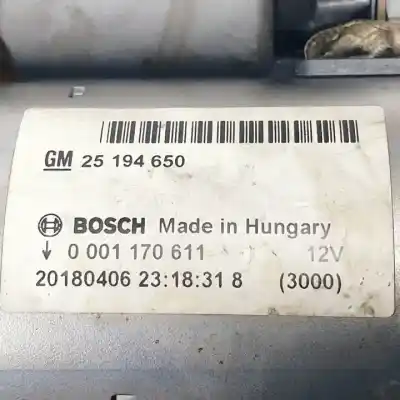 GM 25 194 650
BOSCH Made in Hungary
0 001 170 611 12V
20180406 23:18:31 8 (3000)